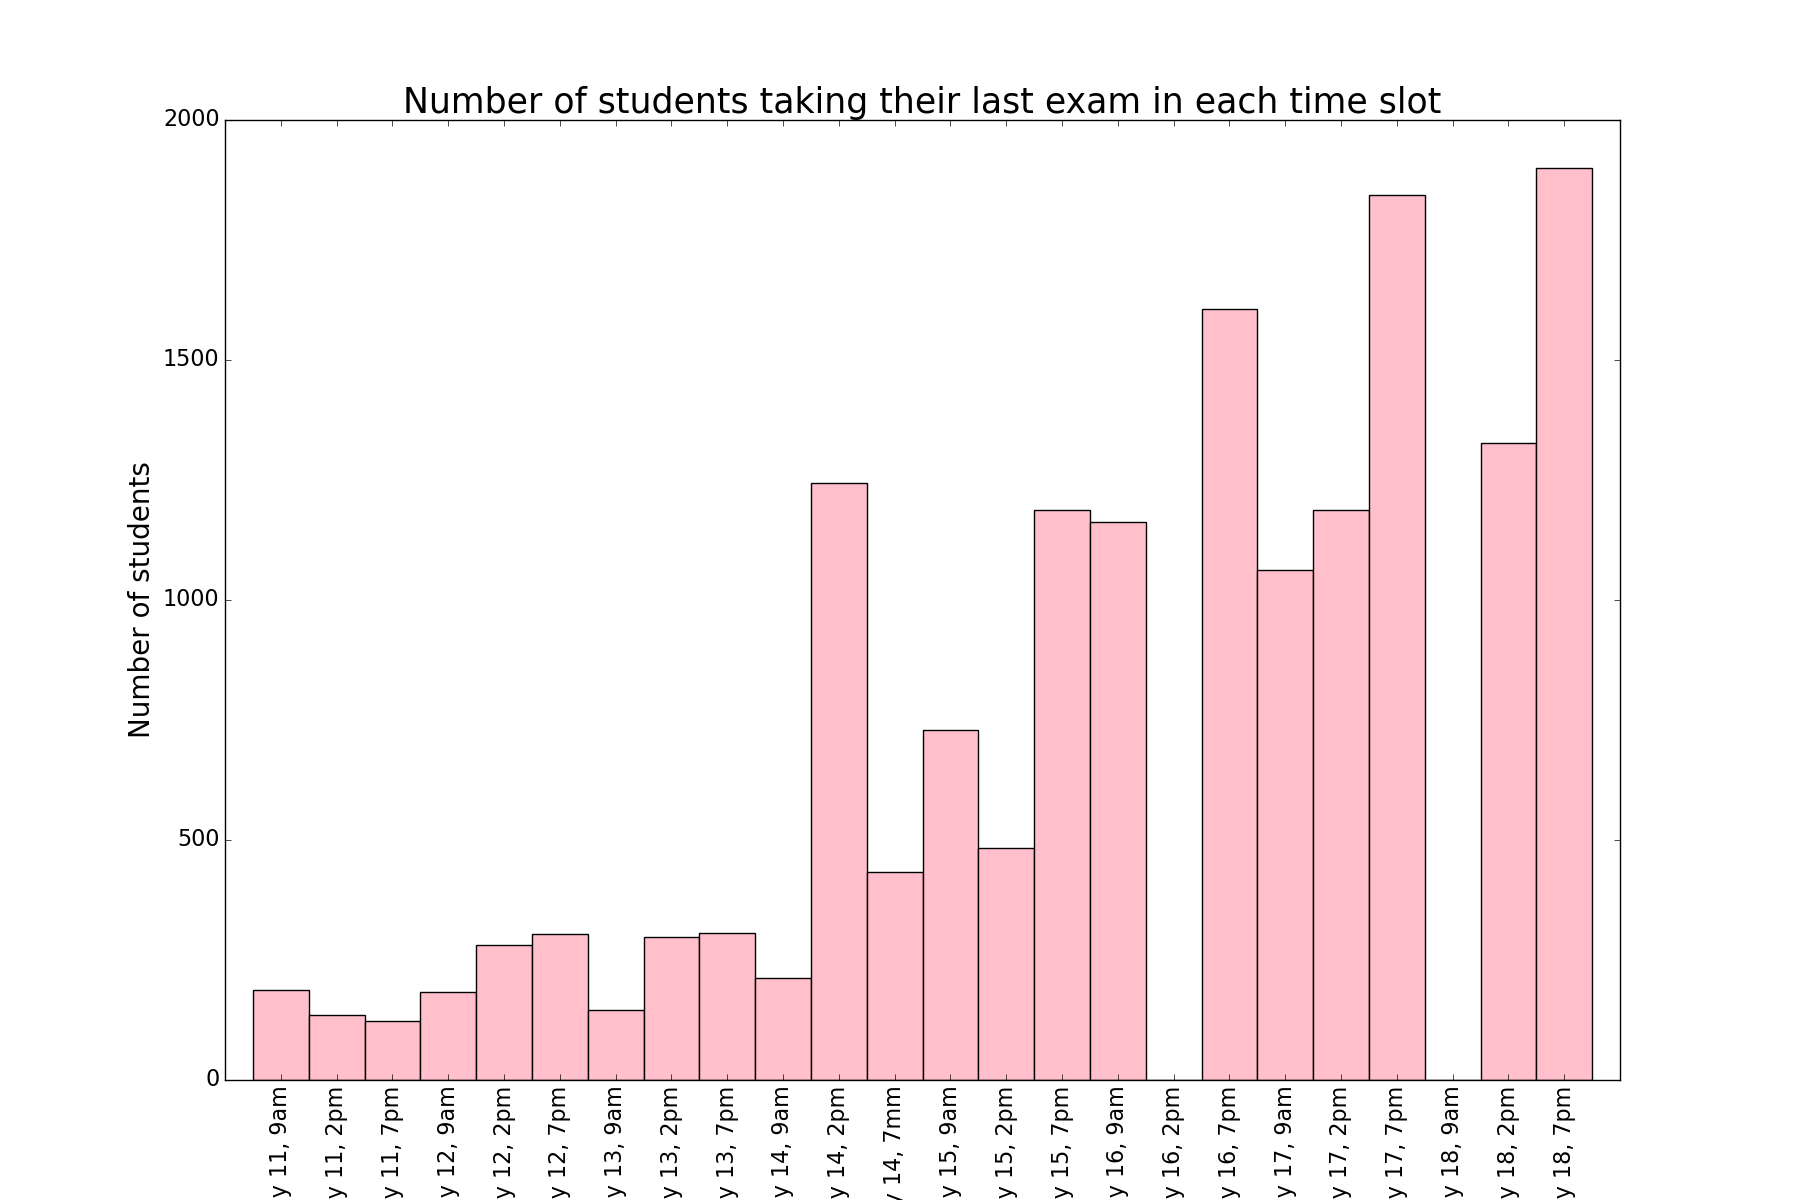 Number of students taking their last exam in each time slot
Number of students
2000
1500
1000
500
0
y 11, 9am
y 11, 2pm
y 11, 7pm
y 12, 9am
y 12, 2pm
y 12, 7pm
y 13, 9am
y 13, 2pm
y 13, 7pm
y 14, 9am
y 14, 2pm
y 14, 7mm
y 15, 9am
y 15, 2pm
y 15, 7pm
y 16, 9am
y 16, 2pm
y 16, 7pm
y 17, 9am
y 17, 2pm
y 17, 7pm
y 18, 9am
y 18, 2pm
y 18, 7pm